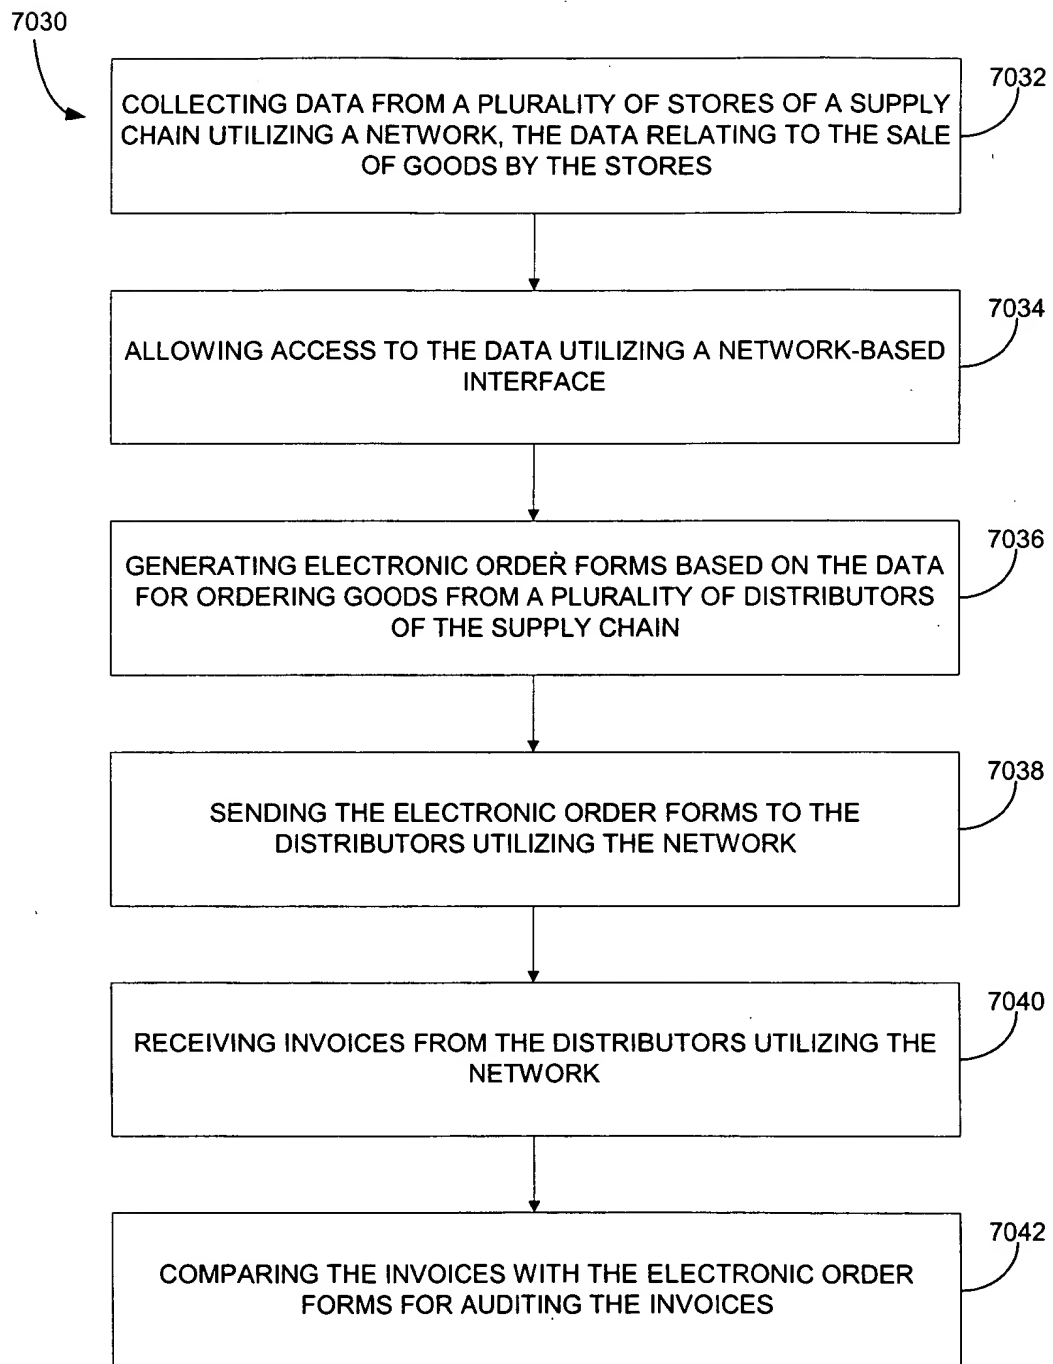 7030
7032
COLLECTING DATA FROM A PLURALITY OF STORES OF A SUPPLY
CHAIN UTILIZING A NETWORK, THE DATA RELATING TO THE SALE
OF GOODS BY THE STORES
7034
ALLOWING ACCESS TO THE DATA UTILIZING A NETWORK-BASED
INTERFACE
7036
GENERATING ELECTRONIC ORDER FORMS BASED ON THE DATA
FOR ORDERING GOODS FROM A PLURALITY OF DISTRIBUTORS
OF THE SUPPLY CHAIN
7038
SENDING THE ELECTRONIC ORDER FORMS TO THE
DISTRIBUTORS UTILIZING THE NETWORK
7040
RECEIVING INVOICES FROM THE DISTRIBUTORS UTILIZING THE
NETWORK
7042
COMPARING THE INVOICES WITH THE ELECTRONIC ORDER
FORMS FOR AUDITING THE INVOICES